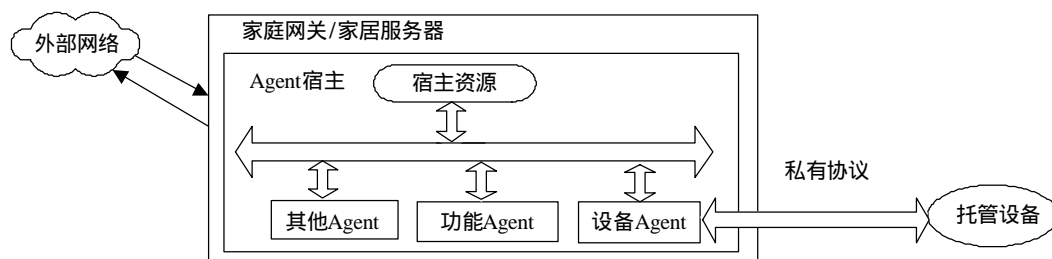 家庭网关/家居服务器
外部网络
Agent宿主
宿主资源
私有协议
其他Agent
功能Agent
设备Agent
托管设备